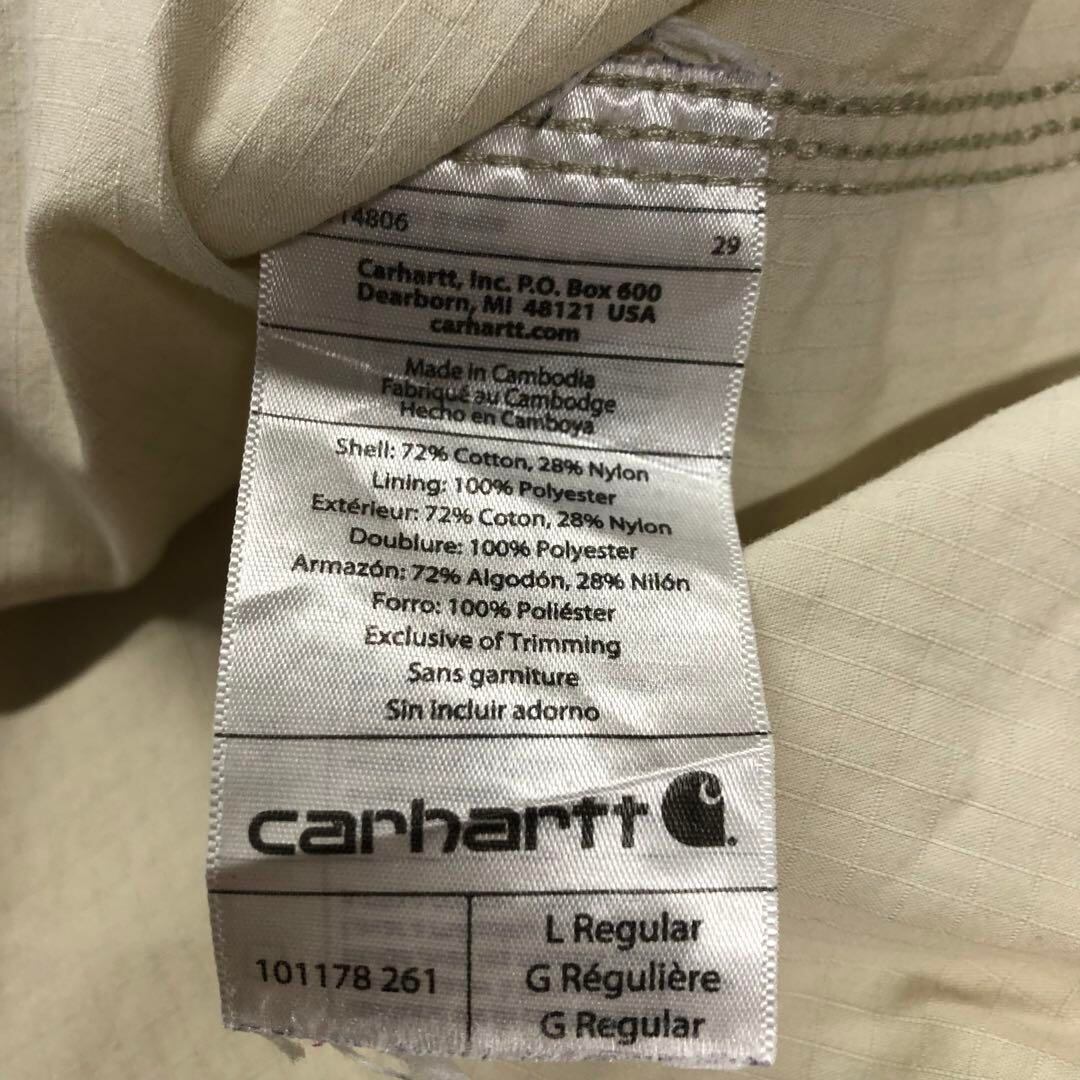 14806
29
Carhartt, Inc. P.O. Box 600
Dearborn, MI 48121 USA
carhartt.com
Made in Cambodia
Fabriqué au Cambodge
Hecho en Camboya
Shell: 72% Cotton, 28% Nylon
Lining: 100% Polyester
Extérieur: 72% Coton, 28% Nylon
Doublure: 100% Polyester
Armazón: 72% Algodón, 28% Nilón
Forro: 100% Poliéster
Exclusive of Trimming
Sans garniture
Sin incluir adorno
carhartt
101178 261
L Regular
G Régulière
G Regular